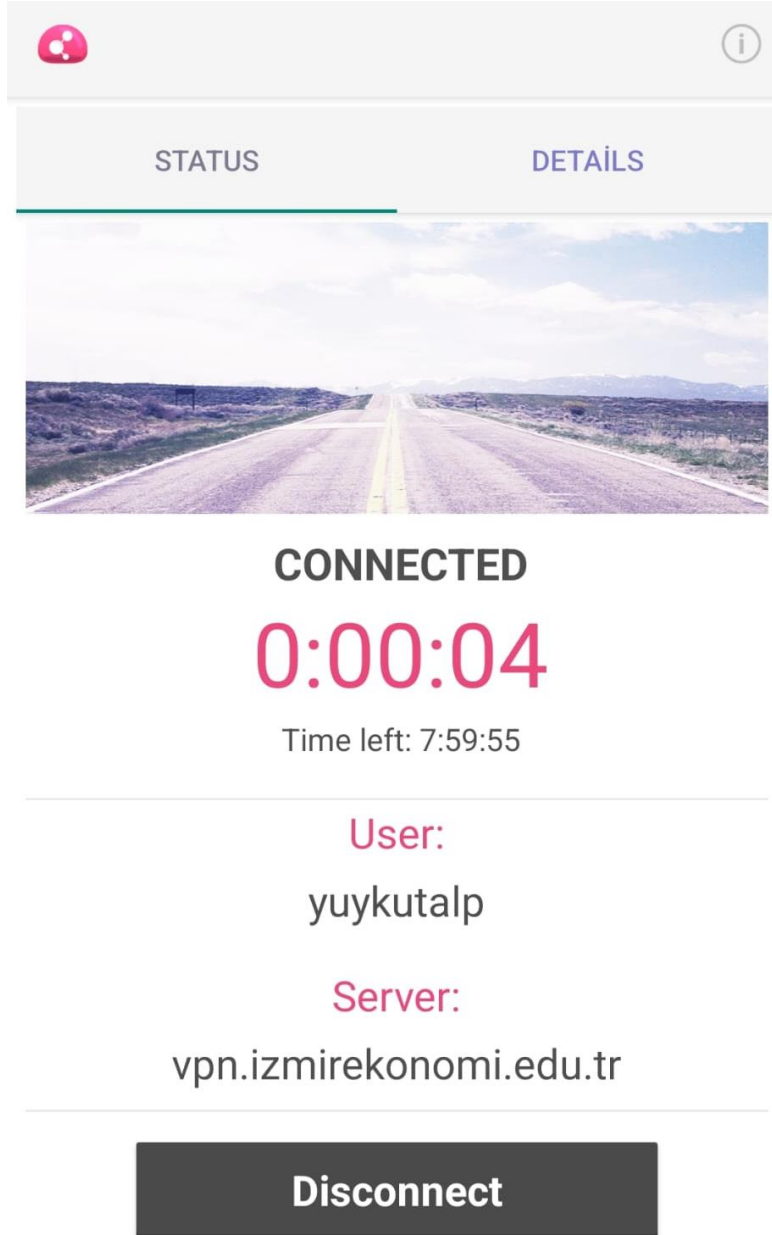 STATUS
DETAİLS
CONNECTED
0:00:04
Time left: 7:59:55
User:
yuykutalp
Server:
vpn.izmirekonomi.edu.tr
Disconnect